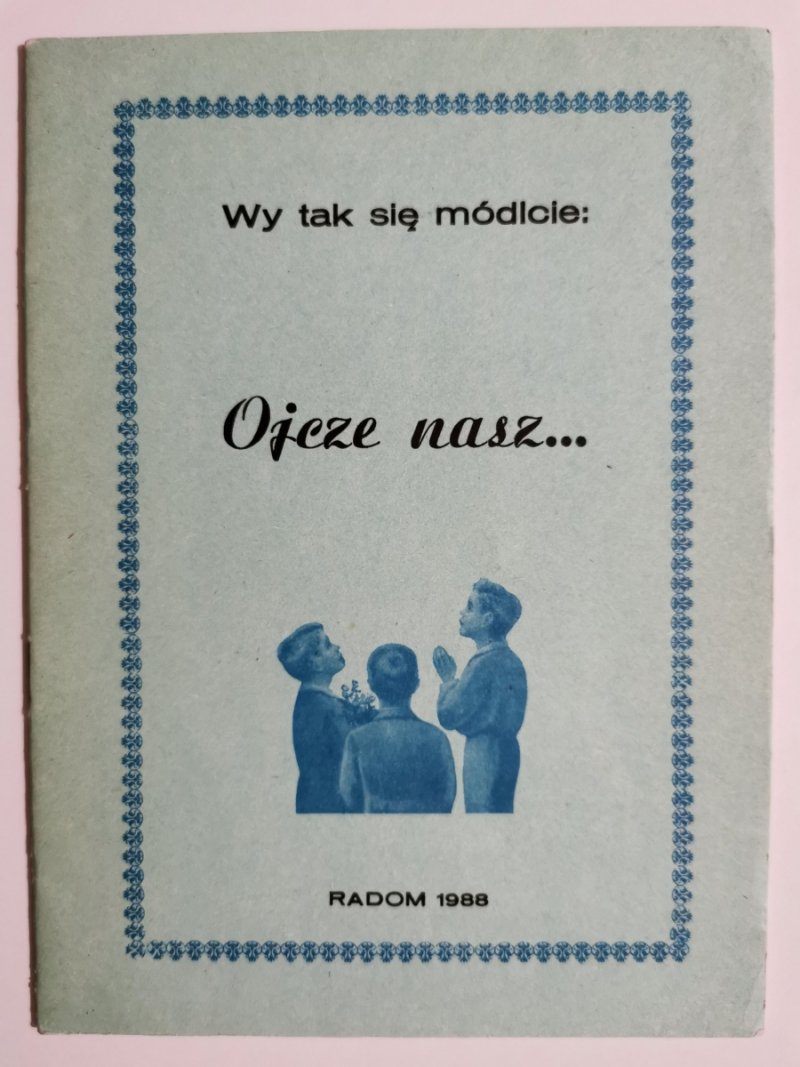 Wy tak się módlcie:
Ojcze nasz...
RADOM 1988